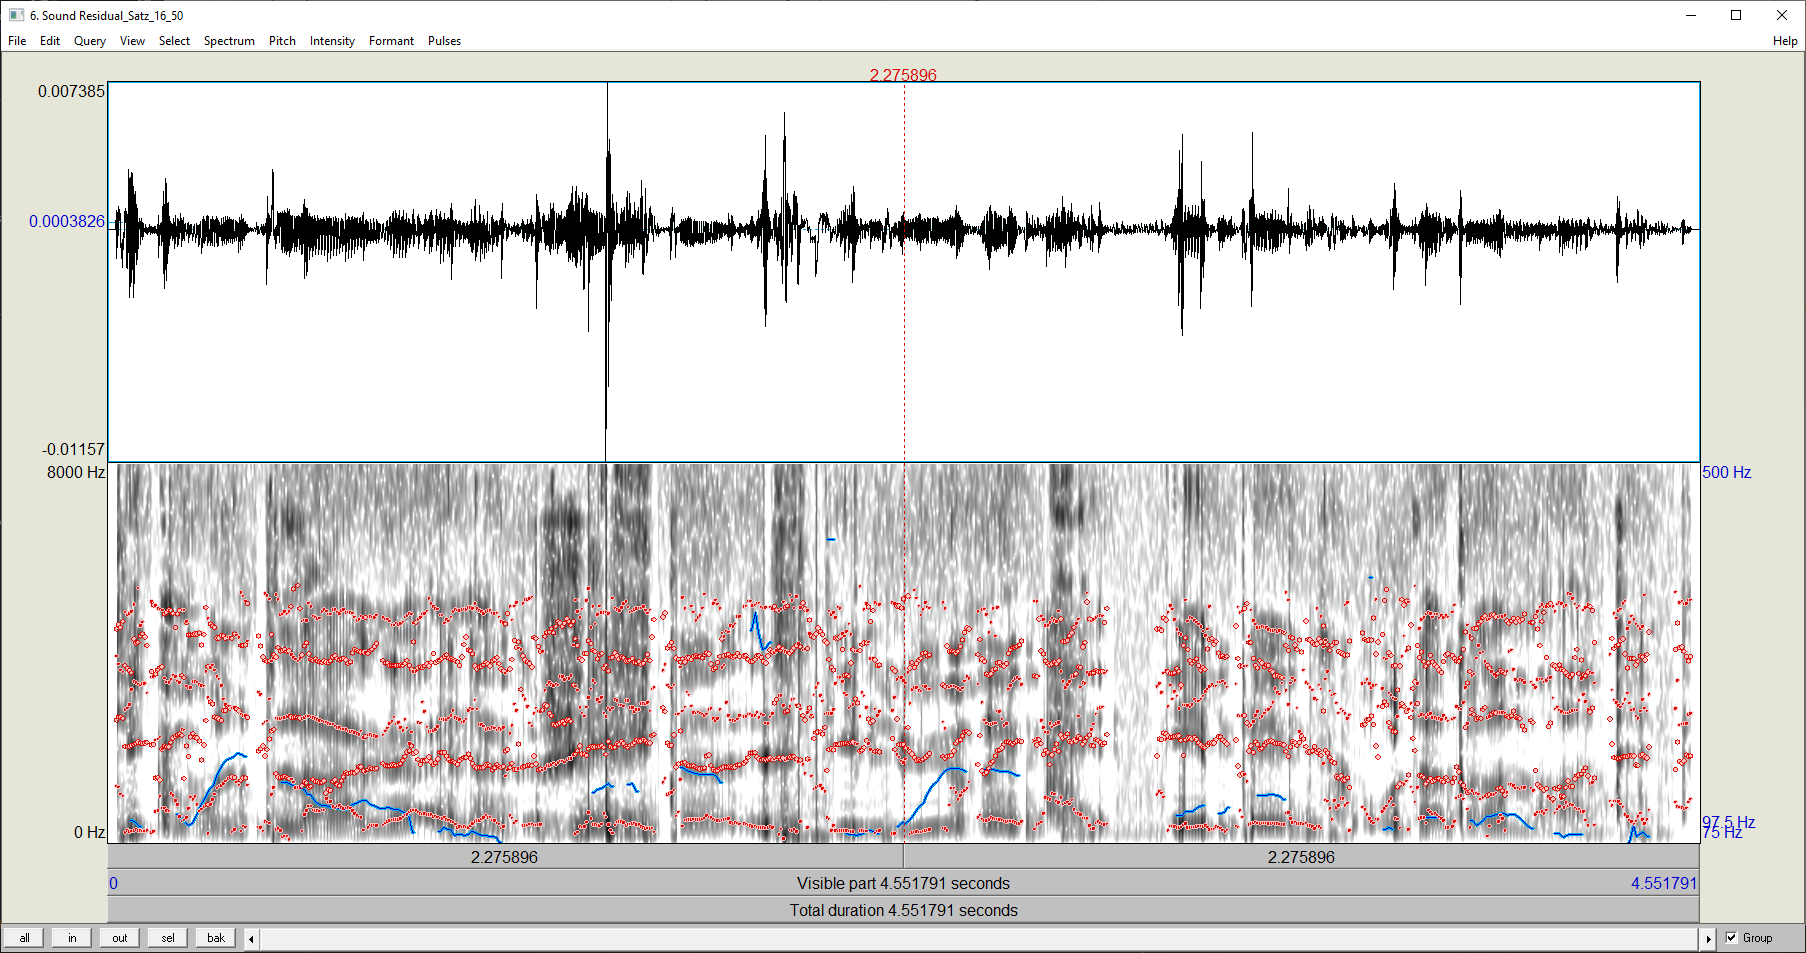 6. Sound Residual_Satz_16_50
File Edit Query View Select Spectrum Pitch Intensity Formant Pulses Help
2.275896
0.007385
0.0003826
-0.01157
8000 Hz 500 Hz
0 Hz 97.5 Hz
75 Hz
2.275896 2.275896
0 Visible part 4.551791 seconds 4.551791
Total duration 4.551791 seconds
all in out sel bak Group